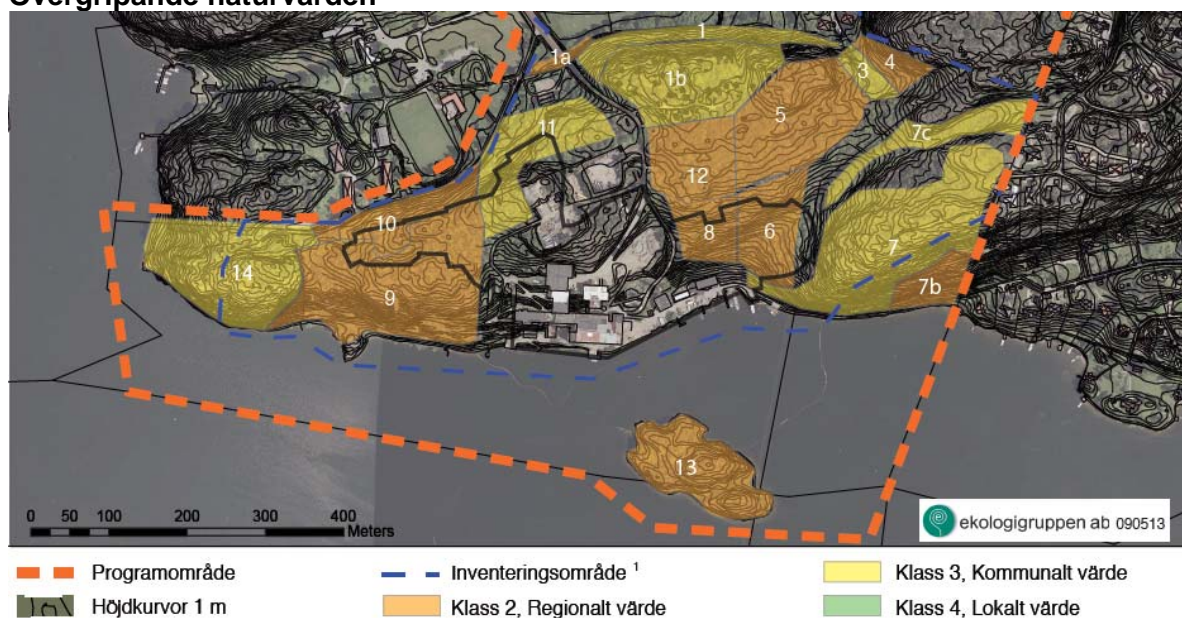 Övergripande naturvärden
1
1a
1b
3
4
5
11
7c
12
10
8
6
7
14
9
7b
13
0 50 100 200 300 400
Meters
ekologigruppen ab 090513
Programområde
Inventeringsområde 1
Klass 3, Kommunalt värde
Höjdkurvor 1 m
Klass 2, Regionalt värde
Klass 4, Lokalt värde